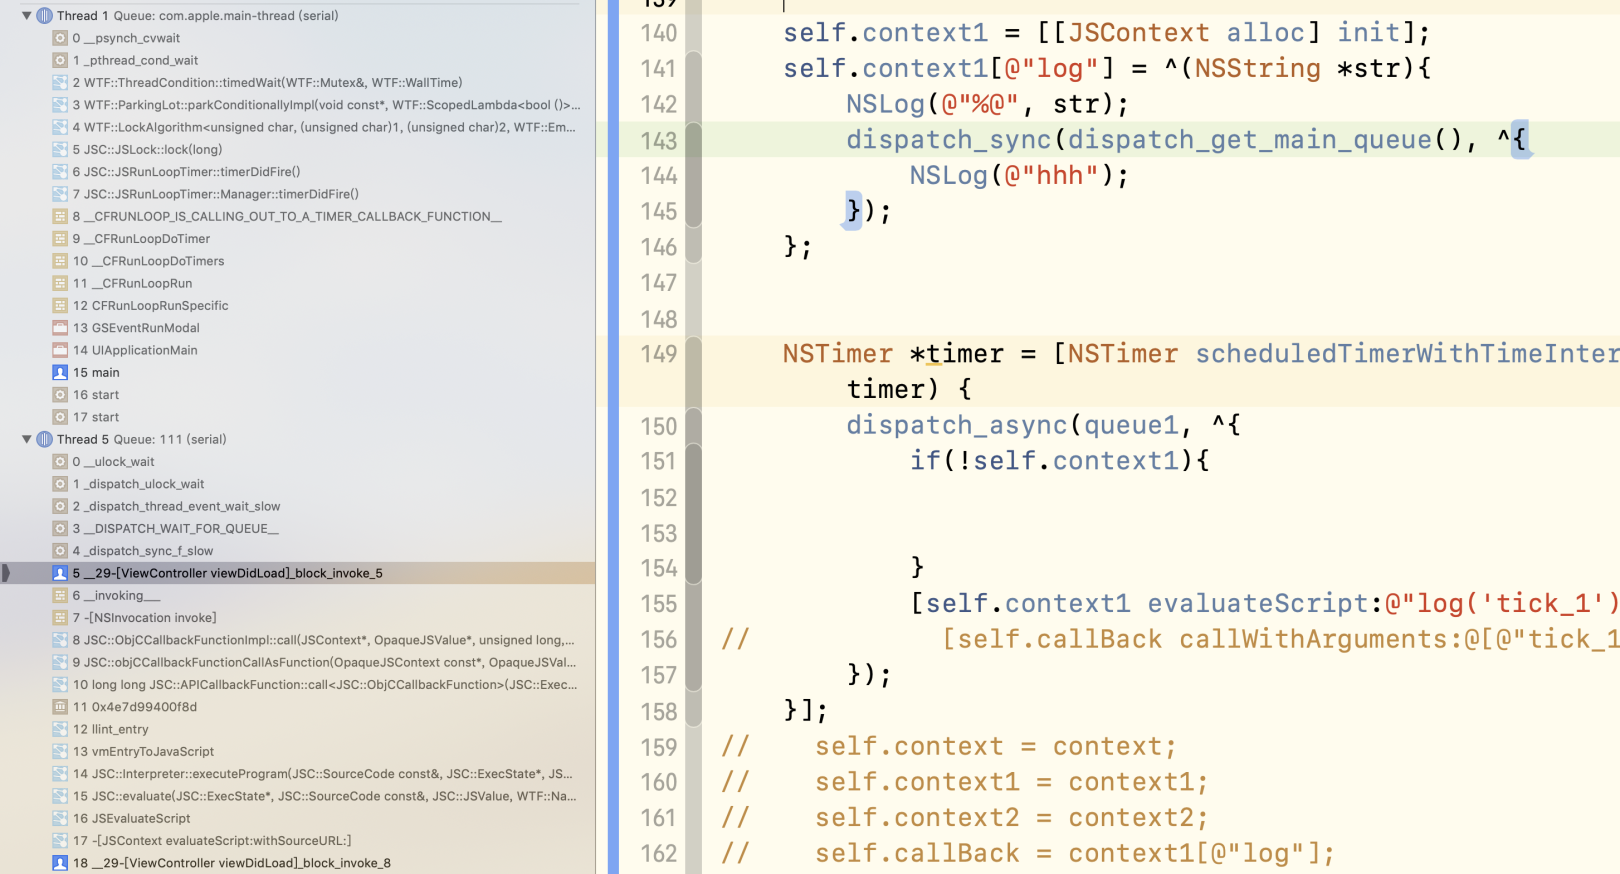 Thread 1 Queue: com.apple.main-thread (serial)
0 __psynch_cvwait
1 _pthread_cond_wait
2 WTF::ThreadCondition::timedWait(WTF::Mutex&, WTF::WallTime)
3 WTF::ParkingLot::parkConditionallyImpl(void const*, WTF::ScopedLambda<bool ()>...
4 WTF::LockAlgorithm<unsigned char, (unsigned char)1, (unsigned char)2, WTF::Em...
5 JSC::JSLock::lock(long)
6 JSC::JSRunLoopTimer::timerDidFire()
7 JSC::JSRunLoopTimer::Manager::timerDidFire()
8 __CFRUNLOOP_IS_CALLING_OUT_TO_A_TIMER_CALLBACK_FUNCTION__
9 __CFRunLoopDoTimer
10 __CFRunLoopDoTimers
11 __CFRunLoopRun
12 CFRunLoopRunSpecific
13 GSEventRunModal
14 UIApplicationMain
15 main
16 start
17 start
Thread 5 Queue: 111 (serial)
0 __ulock_wait
1 _dispatch_ulock_wait
2 _dispatch_thread_event_wait_slow
3 __DISPATCH_WAIT_FOR_QUEUE__
4 _dispatch_sync_f_slow
5 __29-[ViewController viewDidLoad]_block_invoke_5
6 __invoking___
7 -[NSInvocation invoke]
8 JSC::ObjCCallbackFunctionImpl::call(JSContext*, OpaqueJSValue*, unsigned long,...
9 JSC::objCCallbackFunctionCallAsFunction(OpaqueJSContext const*, OpaqueJSVal...
10 long long JSC::APICallbackFunction::call<JSC::ObjCCallbackFunction>(JSC::Exec...
11 0x4e7d99400f8d
12 llint_entry
13 vmEntryToJavaScript
14 JSC::Interpreter::executeProgram(JSC::SourceCode const&, JSC::ExecState*, JS...
15 JSC::evaluate(JSC::ExecState*, JSC::SourceCode const&, JSC::JSValue, WTF::Na...
16 JSEvaluateScript
17 -[JSContext evaluateScript:withSourceURL:]
18 __29-[ViewController viewDidLoad]_block_invoke_8
139
140 self.context1 = [[JSContext alloc] init];
141 self.context1[@"log"] = ^(NSString *str){
142 NSLog(@"%@", str);
143 dispatch_sync(dispatch_get_main_queue(), ^{
144 NSLog(@"hhh");
145 });
146 };
147
148
149 NSTimer *timer = [NSTimer scheduledTimerWithTimeInter
timer) {
150 dispatch_async(queue1, ^{
151 if(!self.context1){
152
153
154 }
155 [self.context1 evaluateScript:@"log('tick_1')
156 // [self.callBack callWithArguments:@[@"tick_1
157 });
158 }];
159 // self.context = context;
160 // self.context1 = context1;
161 // self.context2 = context2;
162 // self.callBack = context1[@"log"];